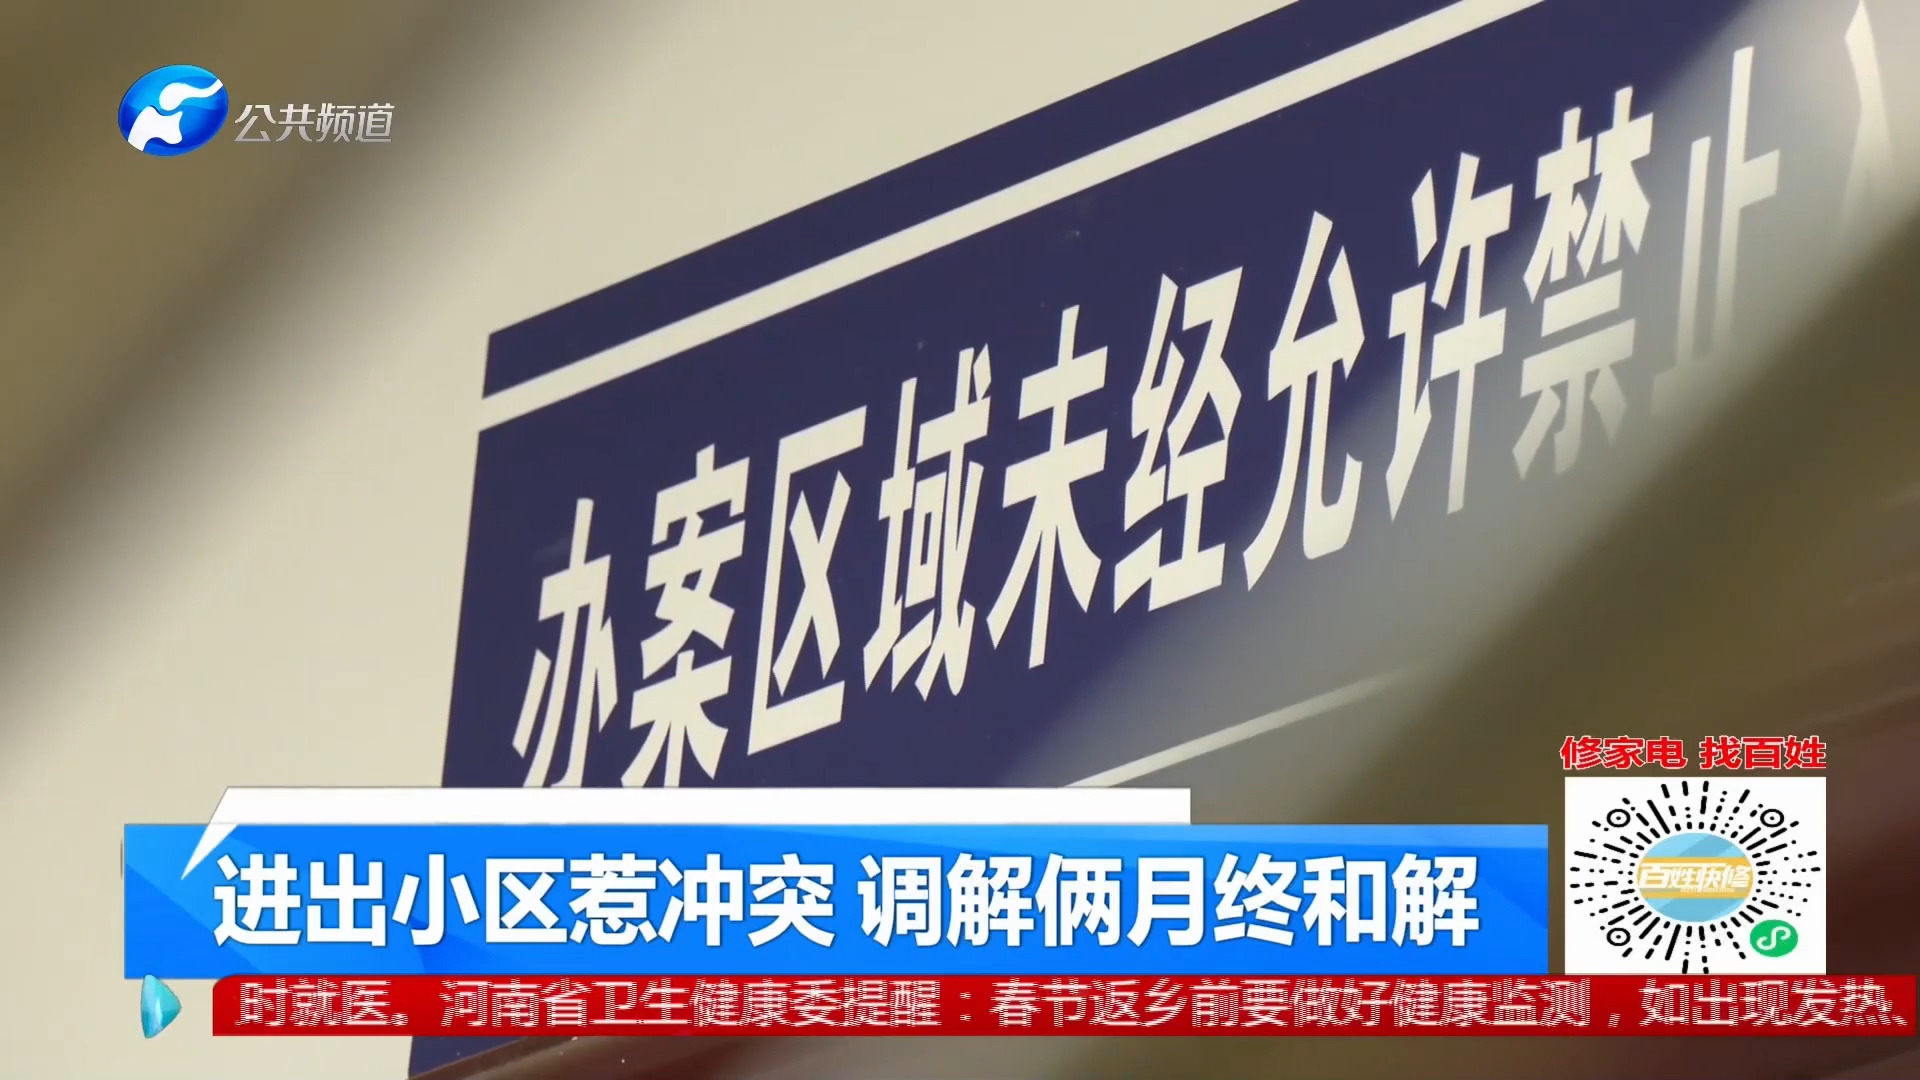 公共频道
办案区域未经允许禁止
修家电 找百姓
百姓快修
进出小区惹冲突 调解俩月终和解
时就医。河南省卫生健康委提醒：春节返乡前要做好健康监测，如出现发热、